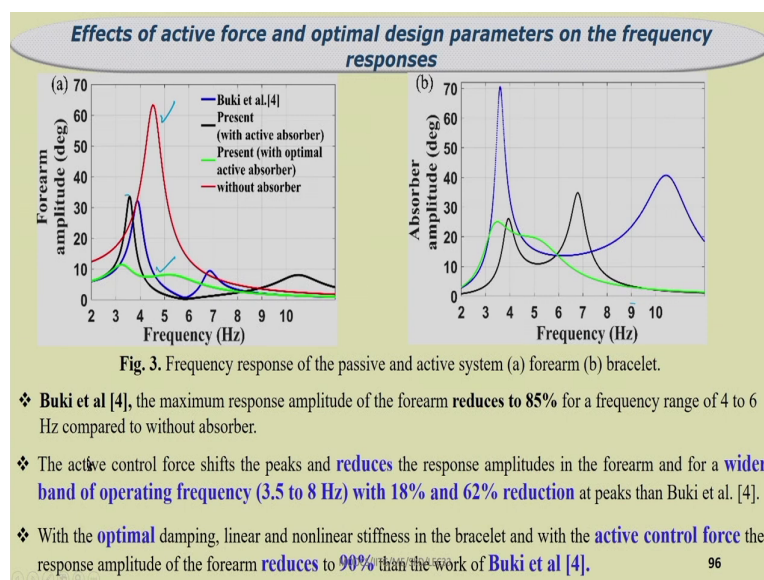 Effects of active force and optimal design parameters on the frequency
responses
(a)
70
60
50
40
30
20
10
0
Forearm
amplitude (deg)
2 3 4 5 6 7 8 9 10
Frequency (Hz)
Buki et al.[4]
Present
(with active absorber)
Present (with optimal
active absorber)
without absorber
(b)
70
60
50
40
30
20
10
0
Absorber
amplitude (deg)
2 3 4 5 6 7 8 9 10
Frequency (Hz)
Fig. 3. Frequency response of the passive and active system (a) forearm (b) bracelet.
❖ Buki et al [4], the maximum response amplitude of the forearm reduces to 85% for a frequency range of 4 to 6
Hz compared to without absorber.
❖ The active control force shifts the peaks and reduces the response amplitudes in the forearm and for a wider
band of operating frequency (3.5 to 8 Hz) with 18% and 62% reduction at peaks than Buki et al. [4].
❖ With the optimal damping, linear and nonlinear stiffness in the bracelet and with the active control force the
response amplitude of the forearm reduces to 90% than the work of Buki et al [4].
96